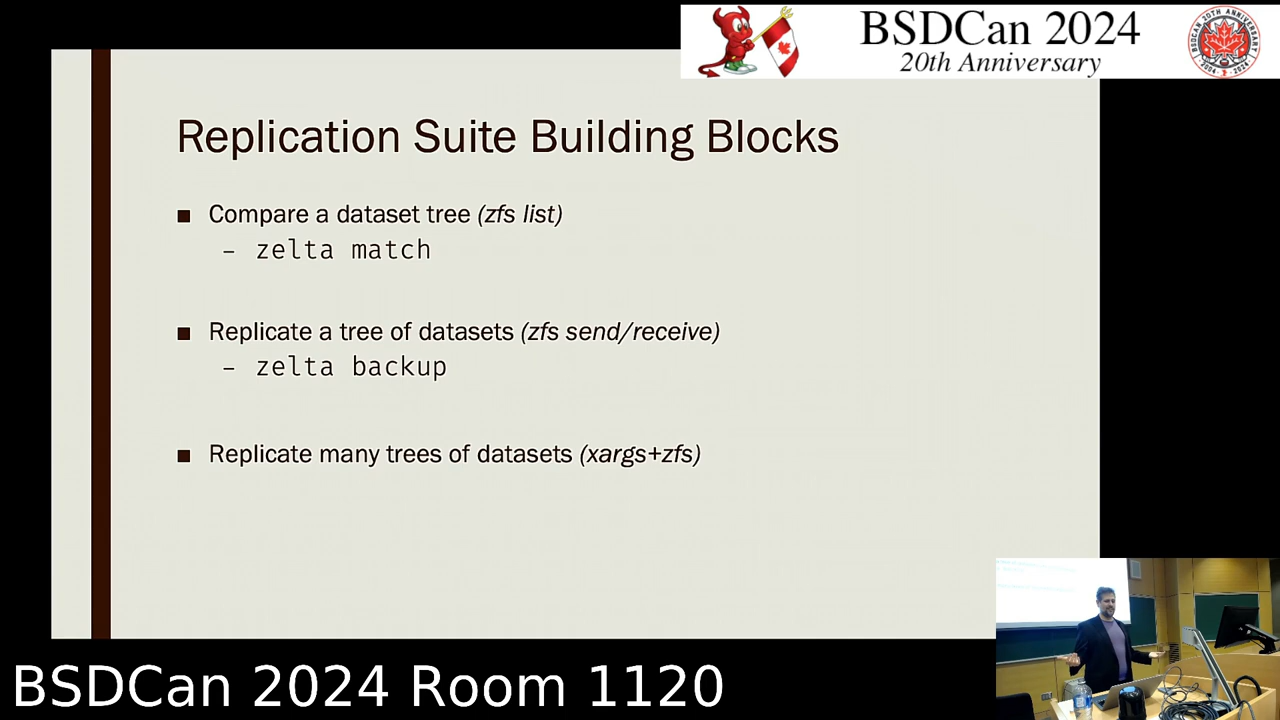 BSDCan 2024
20th Anniversary
Replication Suite Building Blocks
■ Compare a dataset tree (zfs list)
– zelta match
■ Replicate a tree of datasets (zfs send/receive)
– zelta backup
■ Replicate many trees of datasets (xargs+zfs)
BSDCan 2024 Room 1120